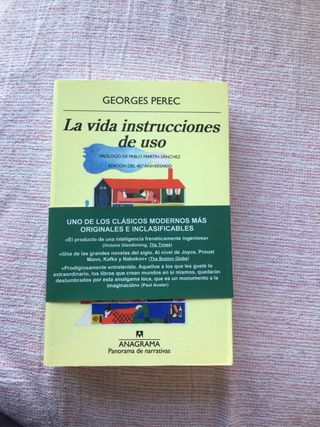 GEORGES PEREC
La vida instrucciones
de uso
PRÓLOGO DE PABLO MARTÍN SÁNCHEZ
EDICIÓN DEL 40.º ANIVERSARIO
UNO DE LOS CLÁSICOS MODERNOS MÁS
ORIGINALES E INCLASIFICABLES
«El producto de una inteligencia frenéticamente ingeniosa»
(Victoria Glendinning, The Times)
«Una de las grandes novelas del siglo. Al nivel de Joyce, Proust
Mann, Kafka y Nabokov» (The Boston Globe)
«Prodigiosamente entretenido. Aquellos a los que les guste lo
extraordinario, los libros que crean mundos en sí mismos, quedarán
deslumbrados por esta amalgama loca, que es un monumento a la
imaginación» (Paul Auster)
ANAGRAMA
Panorama de narrativas